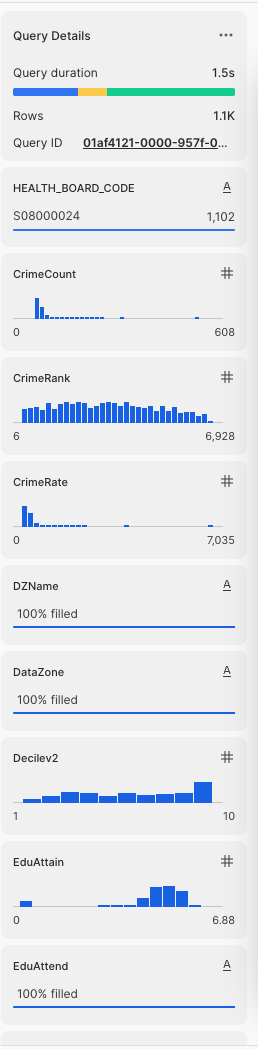 Query Details ...
Query duration 1.5s
Rows 1.1K
Query ID 01af4121-0000-957f-0...
HEALTH_BOARD_CODE A
S08000024 1,102
CrimeCount #
0 608
CrimeRank #
6 6,928
CrimeRate #
0 7,035
DZName A
100% filled
DataZone A
100% filled
Decilev2 #
1 10
EduAttain #
0 6.88
EduAttend A
100% filled